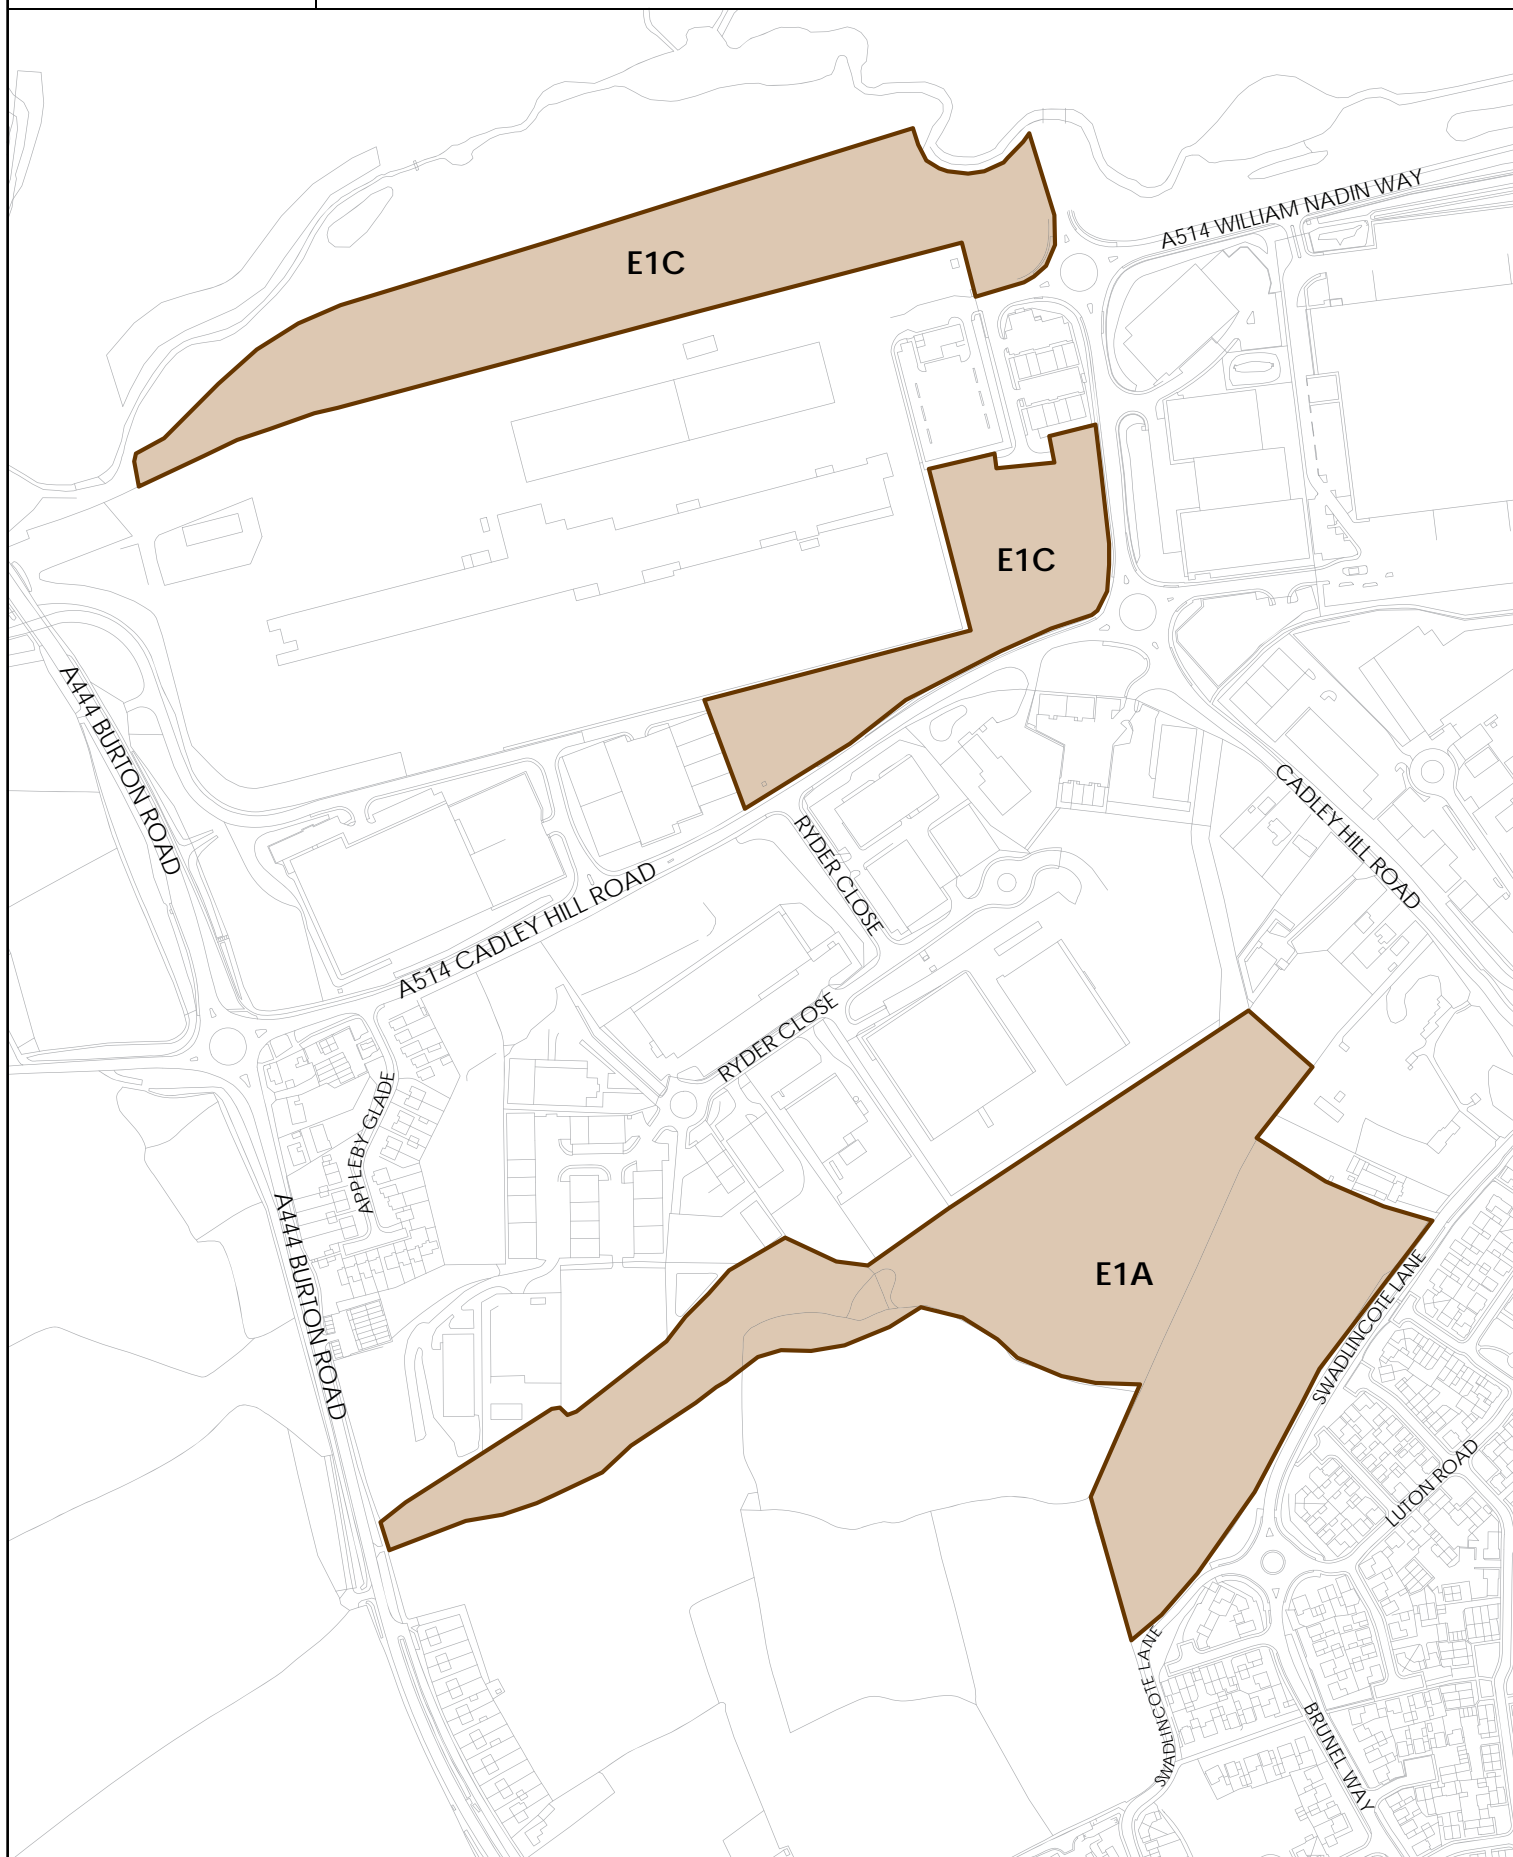 A514 WILLIAM NADIN WAY
E1C
E1C
A444 BURTON ROAD
CADLEY HILL ROAD
RYDER CLOSE
A514 CADLEY HILL ROAD
RYDER CLOSE
APPLEBY GLADE
A444 BURTON ROAD
E1A
SWADLINCOTE LANE
LUTON ROAD
SWADLINCOTE LANE
BRUNEL WAY